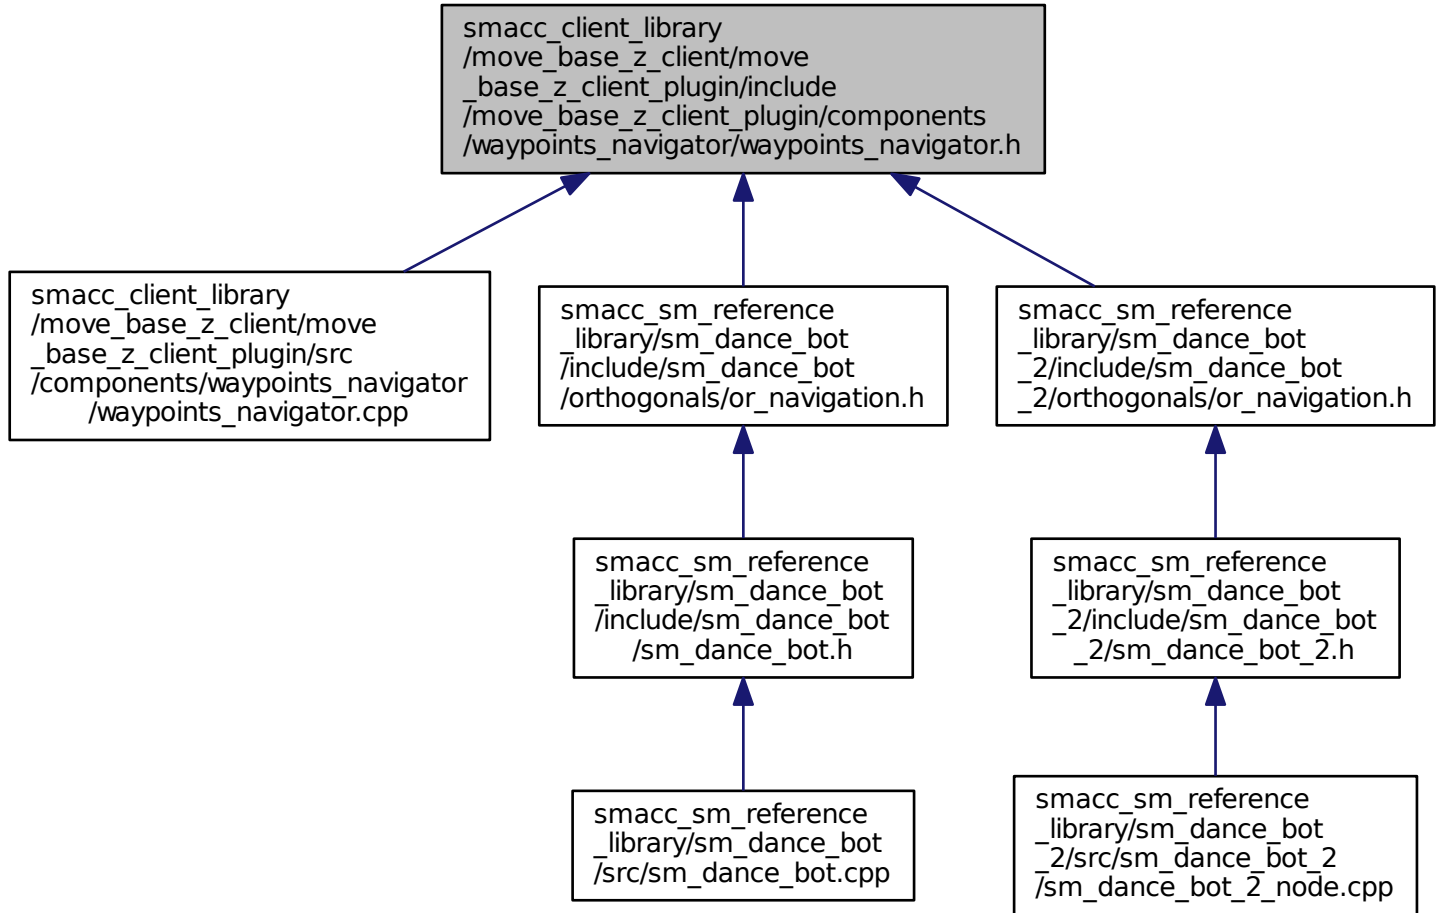 smacc_client_library
/move_base_z_client/move
_base_z_client_plugin/include
/move_base_z_client_plugin/components
/waypoints_navigator/waypoints_navigator.h
smacc_client_library
/move_base_z_client/move
_base_z_client_plugin/src
/components/waypoints_navigator
/waypoints_navigator.cpp
smacc_sm_reference
_library/sm_dance_bot
/include/sm_dance_bot
/orthogonals/or_navigation.h
smacc_sm_reference
_library/sm_dance_bot
_2/include/sm_dance_bot
_2/orthogonals/or_navigation.h
smacc_sm_reference
_library/sm_dance_bot
/include/sm_dance_bot
/sm_dance_bot.h
smacc_sm_reference
_library/sm_dance_bot
_2/include/sm_dance_bot
_2/sm_dance_bot_2.h
smacc_sm_reference
_library/sm_dance_bot
/src/sm_dance_bot.cpp
smacc_sm_reference
_library/sm_dance_bot
_2/src/sm_dance_bot_2
/sm_dance_bot_2_node.cpp